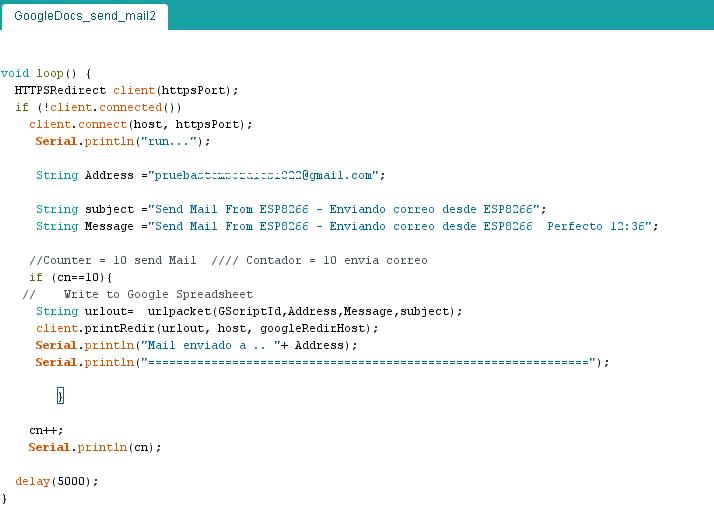 GoogleDocs_send_mail2
void loop() {
HTTPSRedirect client(httpsPort);
if (!client.connected())
client.connect(host, httpsPort);
Serial.println("run...");
String Address ="@gmail.com";
String subject ="Send Mail From ESP8266 - Enviando correo desde ESP8266";
String Message ="Send Mail From ESP8266 - Enviando correo desde ESP8266  Perfecto 12:36";
//Counter = 10 send Mail  //// Contador = 10 envia correo
if (cn==10){
//    Write to Google Spreadsheet
String urlout=  urlpacket(GScriptId,Address,Message,subject);
client.printRedir(urlout, host, googleRedirHost);
Serial.println("Mail enviado a .. "+ Address);
Serial.println("===============================================================");
}
cn++;
Serial.println(cn);
delay(5000);
}